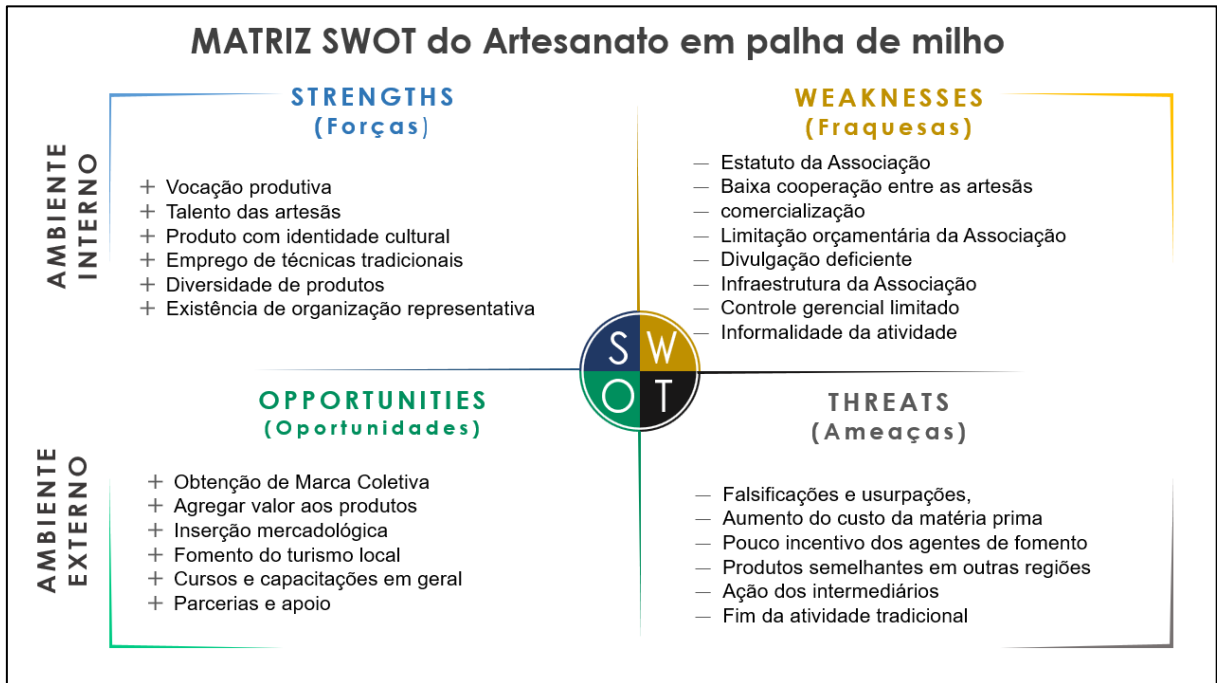 MATRIZ SWOT do Artesanato em palha de milho
AMBIENTE
INTERNO
STRENGTHS
(Forças)
+ Vocação produtiva
+ Talento das artesãs
+ Produto com identidade cultural
+ Emprego de técnicas tradicionais
+ Diversidade de produtos
+ Existência de organização representativa
WEAKNESSES
(Fraquesas)
— Estatuto da Associação
— Baixa cooperação entre as artesãs
— comercialização
— Limitação orçamentária da Associação
— Divulgação deficiente
— Infraestrutura da Associação
— Controle gerencial limitado
— Informalidade da atividade
S W
O T
AMBIENTE
EXTERNO
OPPORTUNITIES
(Oportunidades)
+ Obtenção de Marca Coletiva
+ Agregar valor aos produtos
+ Inserção mercadológica
+ Fomento do turismo local
+ Cursos e capacitações em geral
+ Parcerias e apoio
THREATS
(Ameaças)
— Falsificações e usurpações,
— Aumento do custo da matéria prima
— Pouco incentivo dos agentes de fomento
— Produtos semelhantes em outras regiões
— Ação dos intermediários
— Fim da atividade tradicional